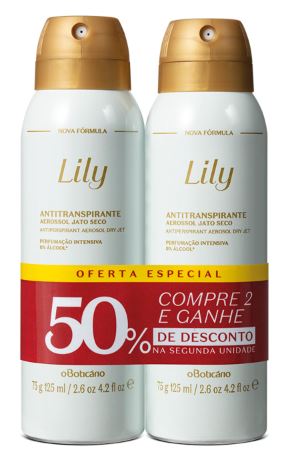 NOVA FÓRMULA
Lily
ANTITRANSPIRANTE
AEROSSOL JATO SECO
ANTIPERSPIRANT AEROSOL DRY JET
PERFUMAÇÃO INTENSIVA
0% ÁLCOOL*
NOVA FÓRMULA
Lily
ANTITRANSPIRANTE
AEROSSOL JATO SECO
ANTIPERSPIRANT AEROSOL DRY JET
PERFUMAÇÃO INTENSIVA
0% ÁLCOOL*
OFERTA ESPECIAL
50%
COMPRE 2
E GANHE
DE DESCONTO
NA SEGUNDA UNIDADE
oBoticário
75 g 125 ml / 2.6 oz 4.2 fl oz
oBoticário
75 g 125 ml / 2.6 oz 4.2 fl oz